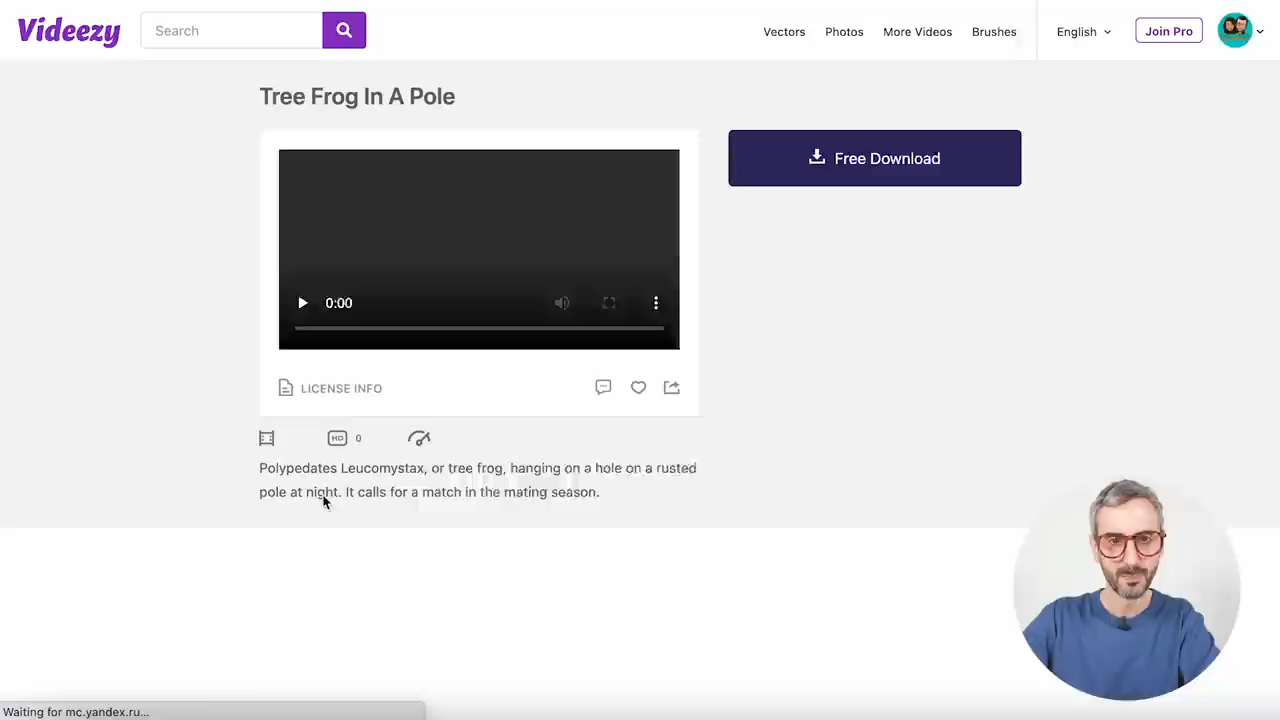 Videezy
Search
Vectors
Photos
More Videos
Brushes
English
Join Pro
Tree Frog In A Pole
Free Download
0:00
LICENSE INFO
HD 0
Polypedates Leucomystax, or tree frog, hanging on a hole on a rusted
pole at night. It calls for a match in the mating season.
Waiting for mc.yandex.ru...